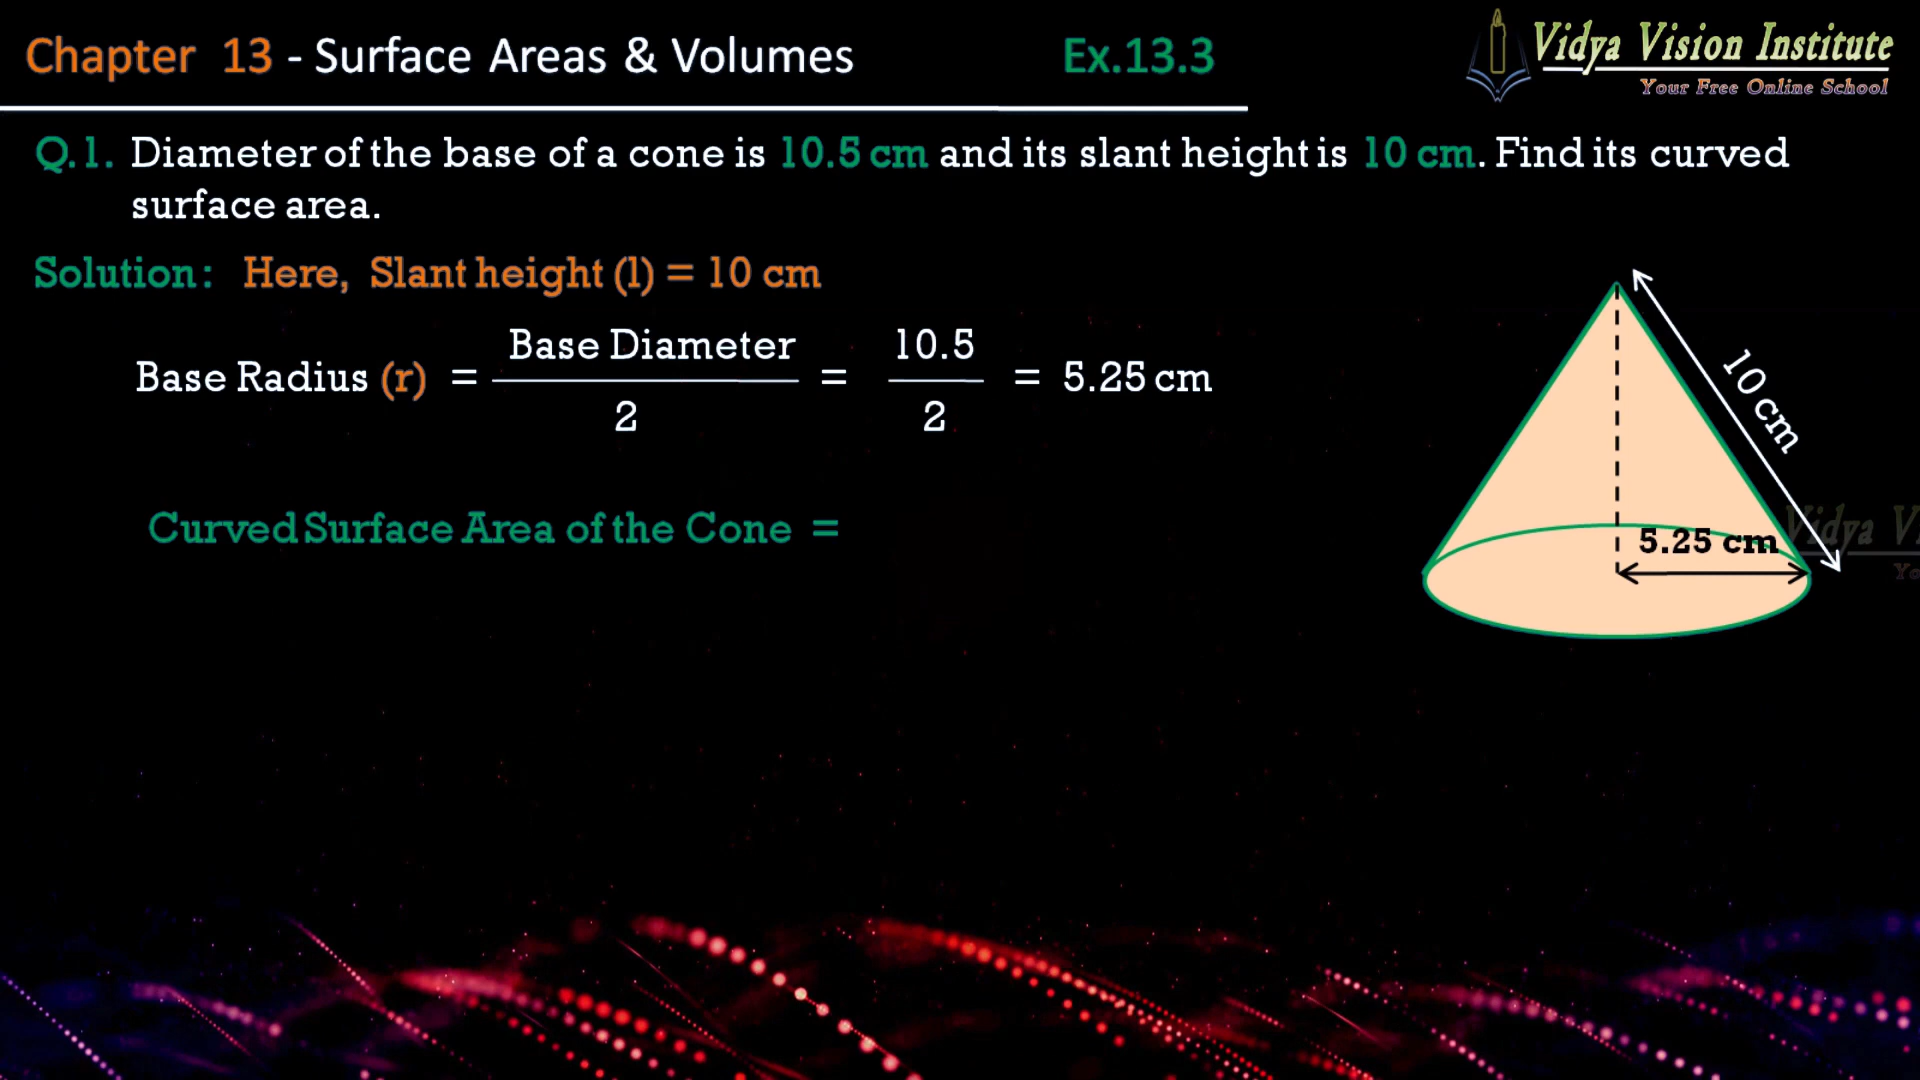 Chapter 13 - Surface Areas & Volumes Ex.13.3
Vidya Vision Institute
Your Free Online School
Q.1. Diameter of the base of a cone is 10.5 cm and its slant height is 10 cm. Find its curved
surface area.
Solution: Here, Slant height (l) = 10 cm
Base Radius (r) = Base Diameter / 2 = 10.5 / 2 = 5.25 cm
Curved Surface Area of the Cone =
10 cm
5.25 cm
Vidya V
Yo